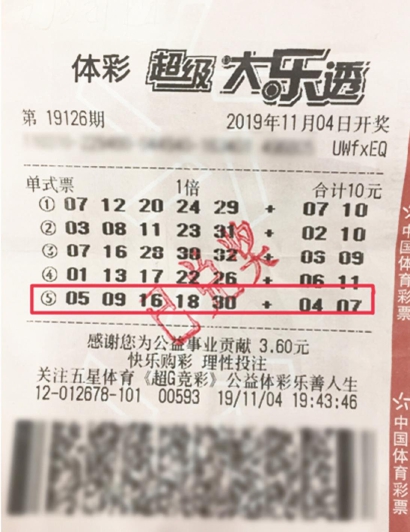 体彩 超级大乐透
第 19126期 2019年11月04日开奖
UWfxEQ
单式票 1倍 合计10元
① 07 12 20 24 29 + 07 10
② 03 08 11 23 31 + 02 10
③ 07 16 28 30 32 + 03 09
④ 01 13 17 22 26 + 06 11
⑤ 05 09 16 18 30 + 04 07
已兑奖
感谢您为公益事业贡献 3.60元
快乐购彩 理性投注
关注五星体育《超G竞彩》公益体彩乐善人生
12-012678-101 00593 19/11/04 19:43:46
中国体育彩票
中国体育彩票